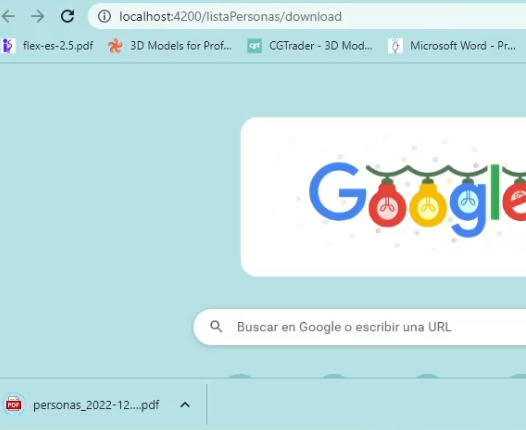 localhost:4200/listaPersonas/download
flex-es-2.5.pdf
3D Models for Prof...
CGT
CGTrader - 3D Mod...
Microsoft Word - Pr...
Google
Buscar en Google o escribir una URL
PDF
personas_2022-12....pdf